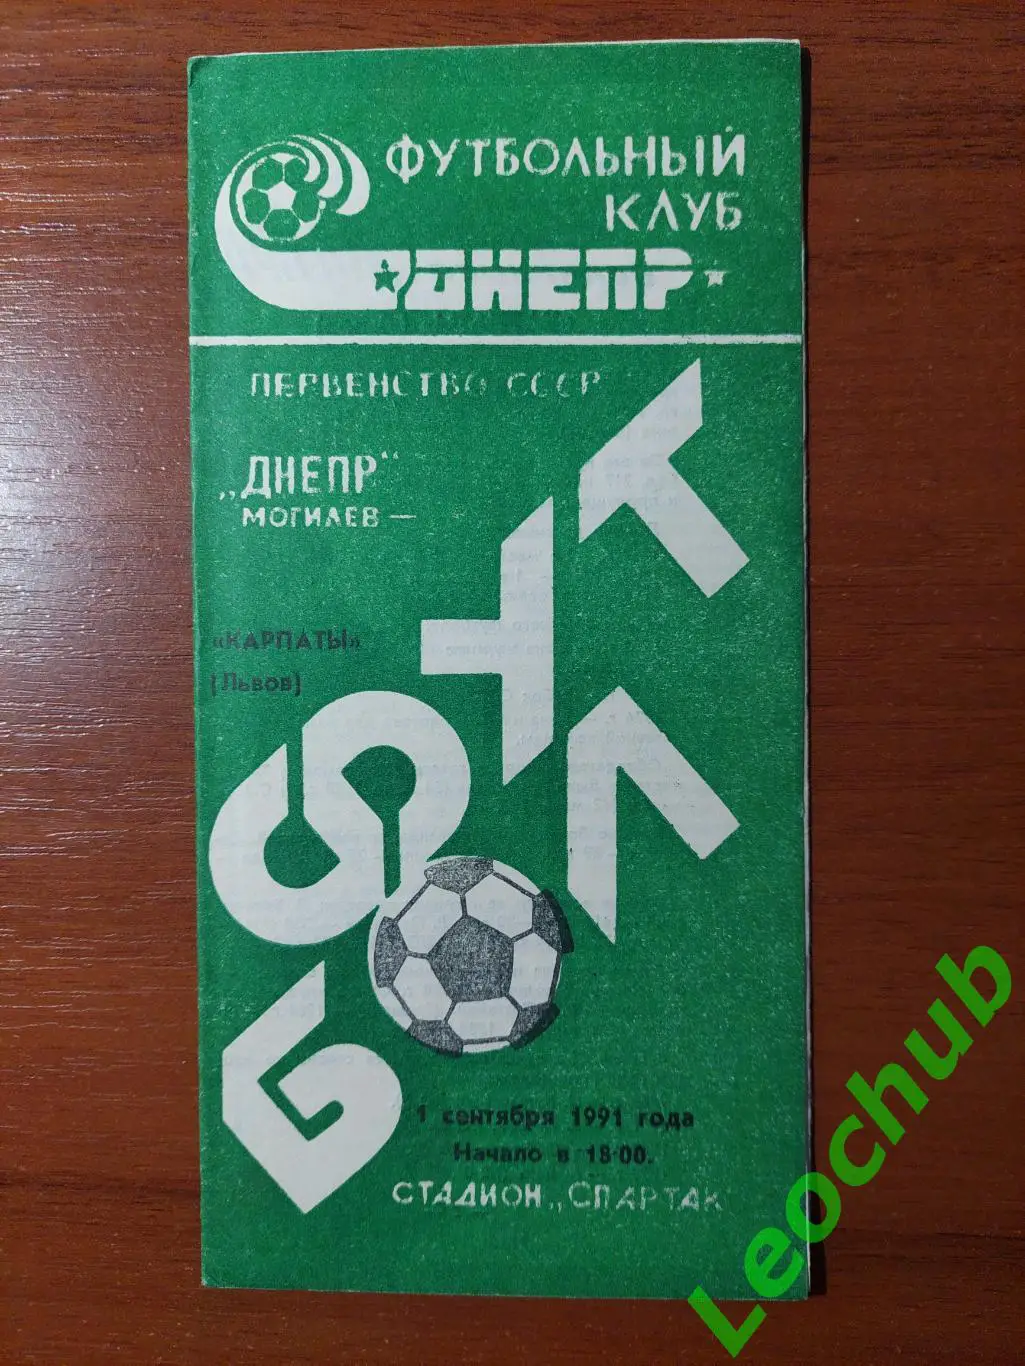 ФУТБОЛЬНЫЙ
КЛУБ
ДНЕПР
ПЕРВЕНСТВО СССР
„ДНЕПР“
МОГИЛЕВ —
«КАРПАТЫ»
(Львов)
1 сентября 1991 года
Начало в 18·00.
СТАДИОН „СПАРТАК
Leochub